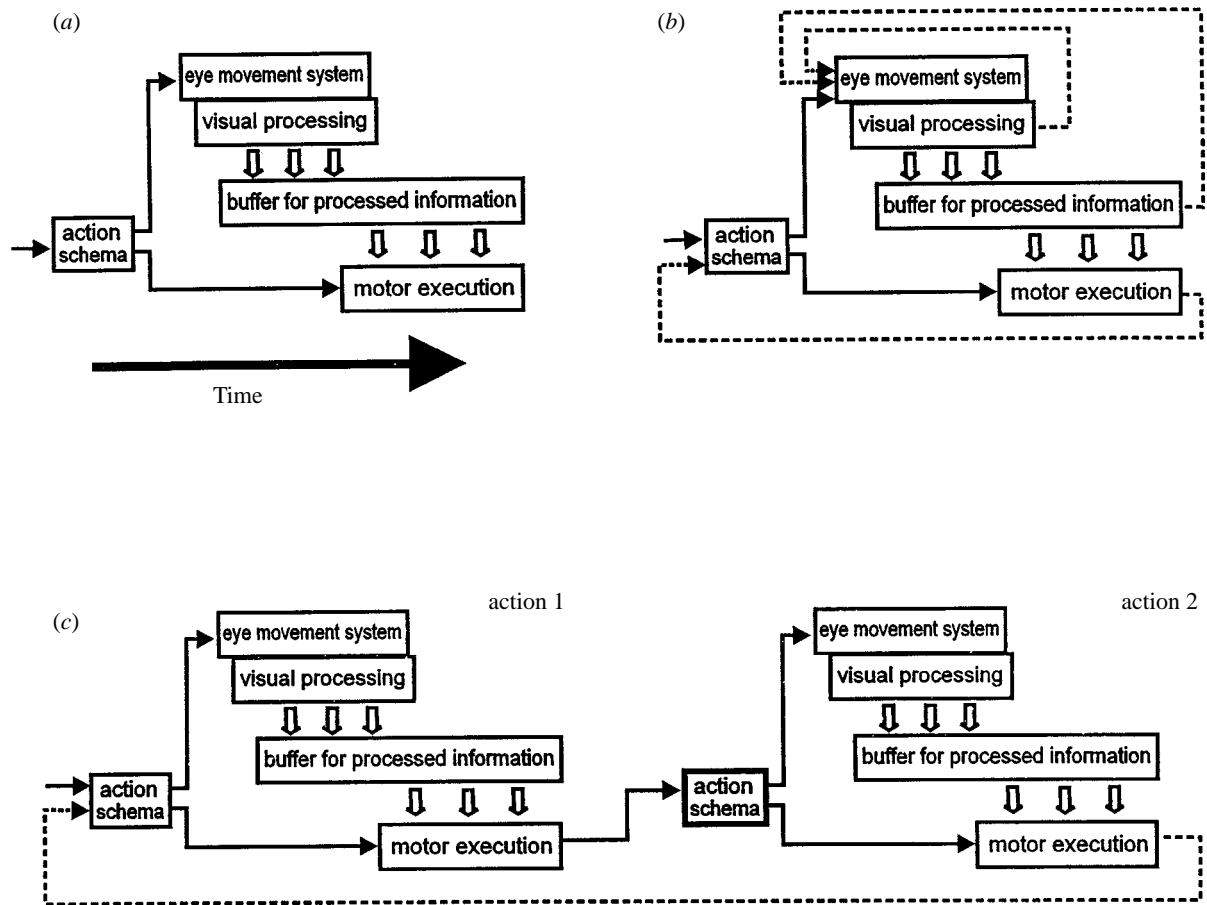 (a)
eye movement system
visual processing
buffer for processed information
action
schema
motor execution
Time
(b)
eye movement system
visual processing
buffer for processed information
action
schema
motor execution
(c)
action 1
eye movement system
visual processing
buffer for processed information
action
schema
motor execution
action 2
eye movement system
visual processing
buffer for processed information
action
schema
motor execution